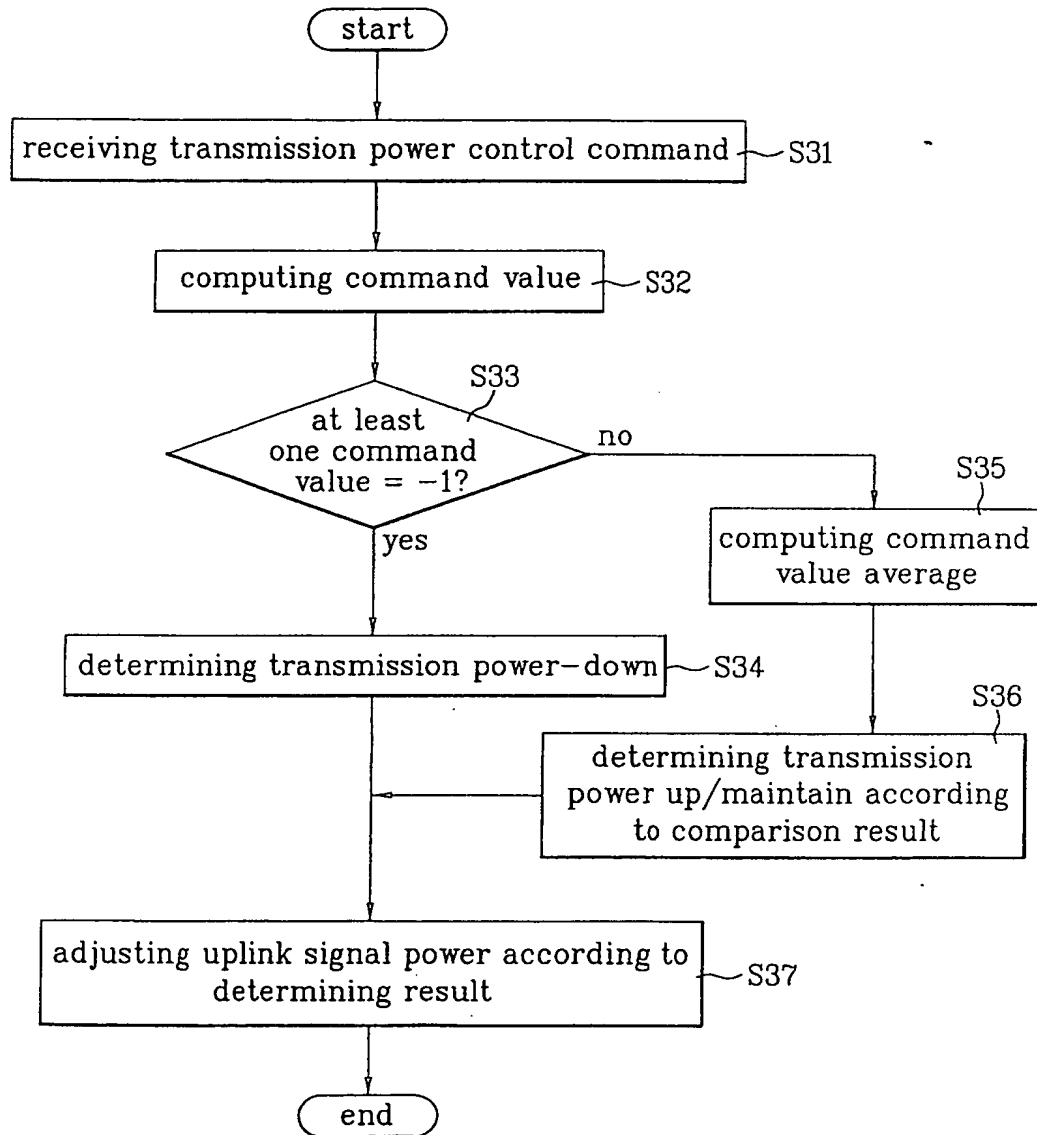 start
receiving transmission power control command
S31
computing command value
S32
S33
at least
one command
value = -1?
no
yes
S35
computing command
value average
determining transmission power-down
S34
S36
determining transmission
power up/maintain according
to comparison result
adjusting uplink signal power according to
determining result
S37
end